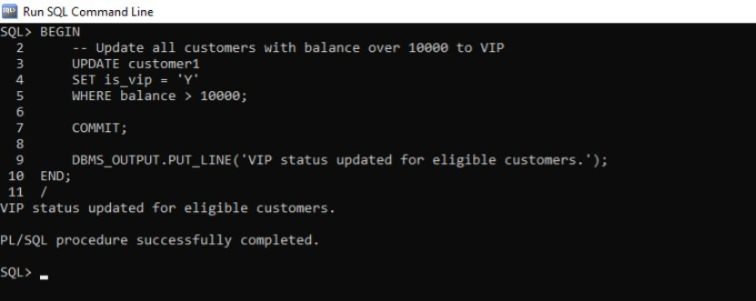 Run SQL Command Line
SQL> BEGIN
  2      -- Update all customers with balance over 10000 to VIP
  3      UPDATE customer1
  4      SET is_vip = 'Y'
  5      WHERE balance > 10000;
  6
  7      COMMIT;
  8
  9      DBMS_OUTPUT.PUT_LINE('VIP status updated for eligible customers.');
 10  END;
 11  /
VIP status updated for eligible customers.
PL/SQL procedure successfully completed.
SQL>